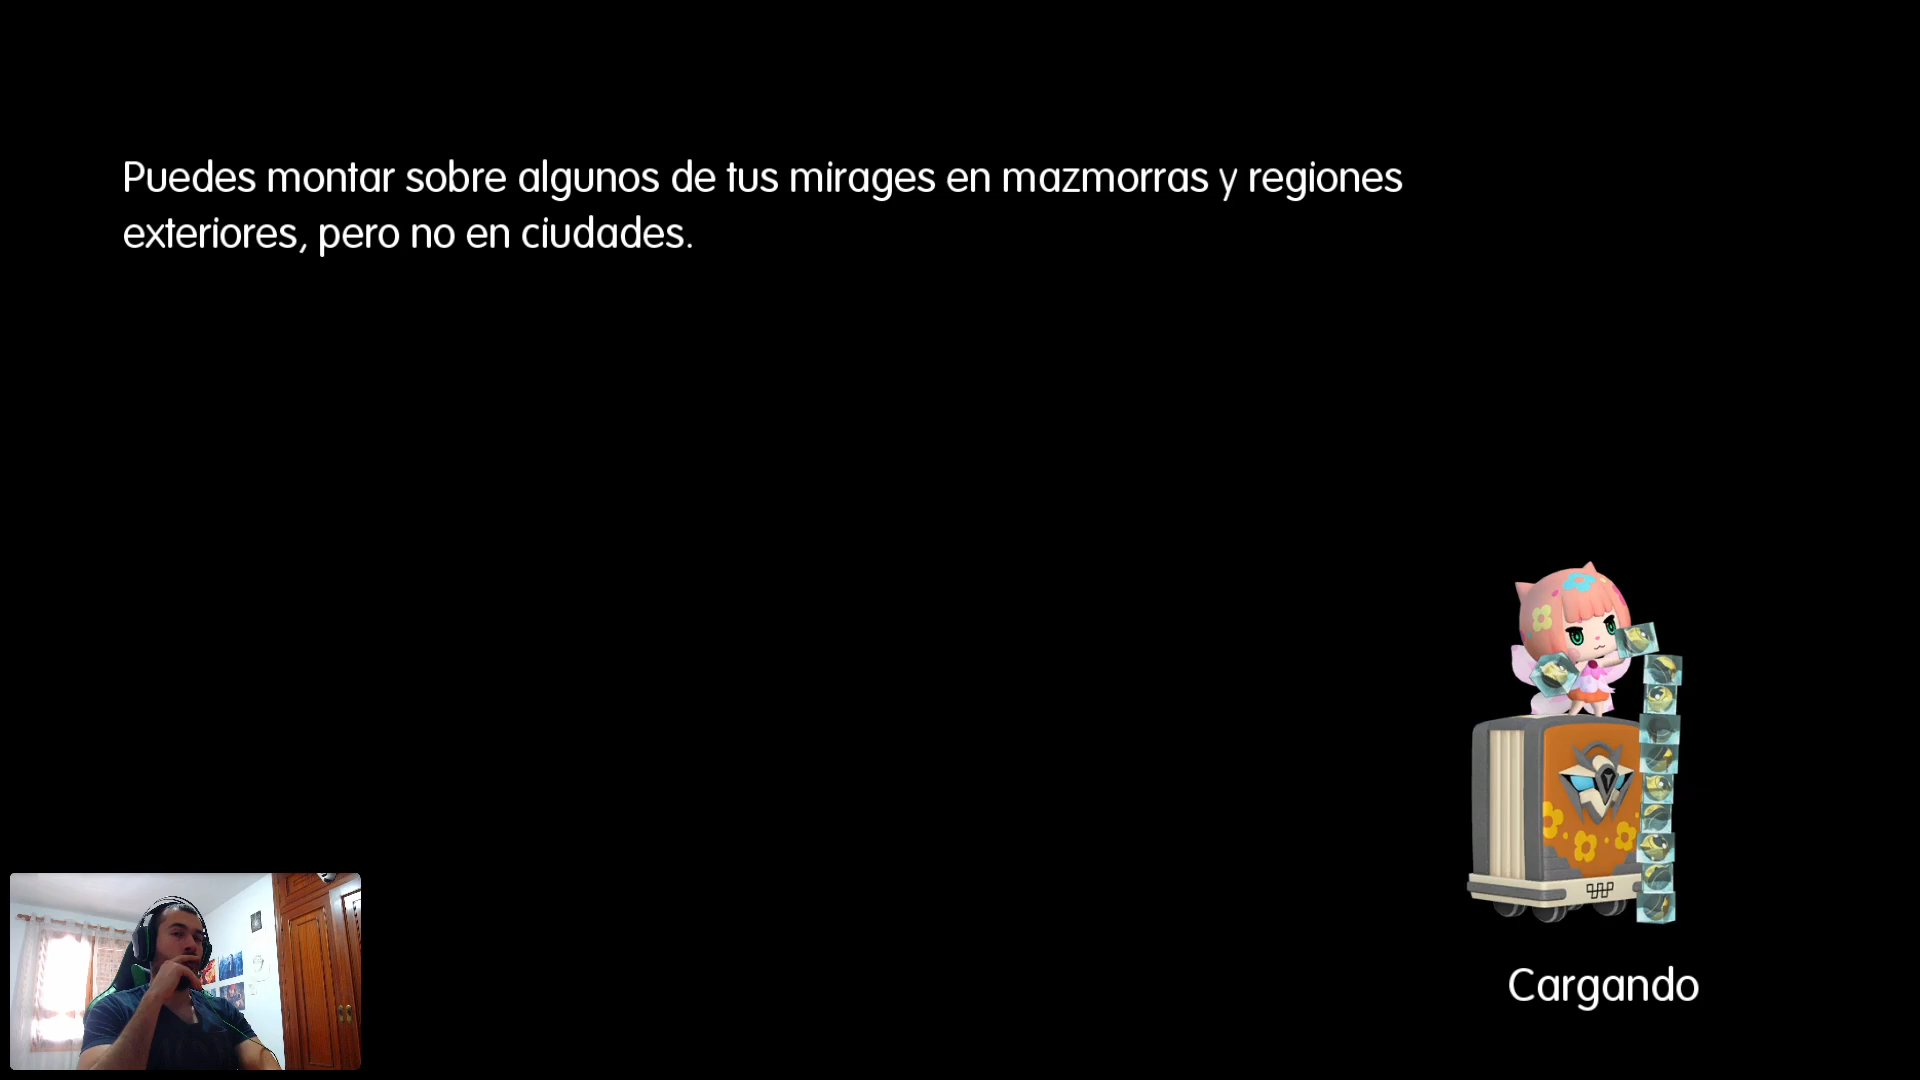 Puedes montar sobre algunos de tus mirages en mazmorras y regiones
exteriores, pero no en ciudades.
Cargando